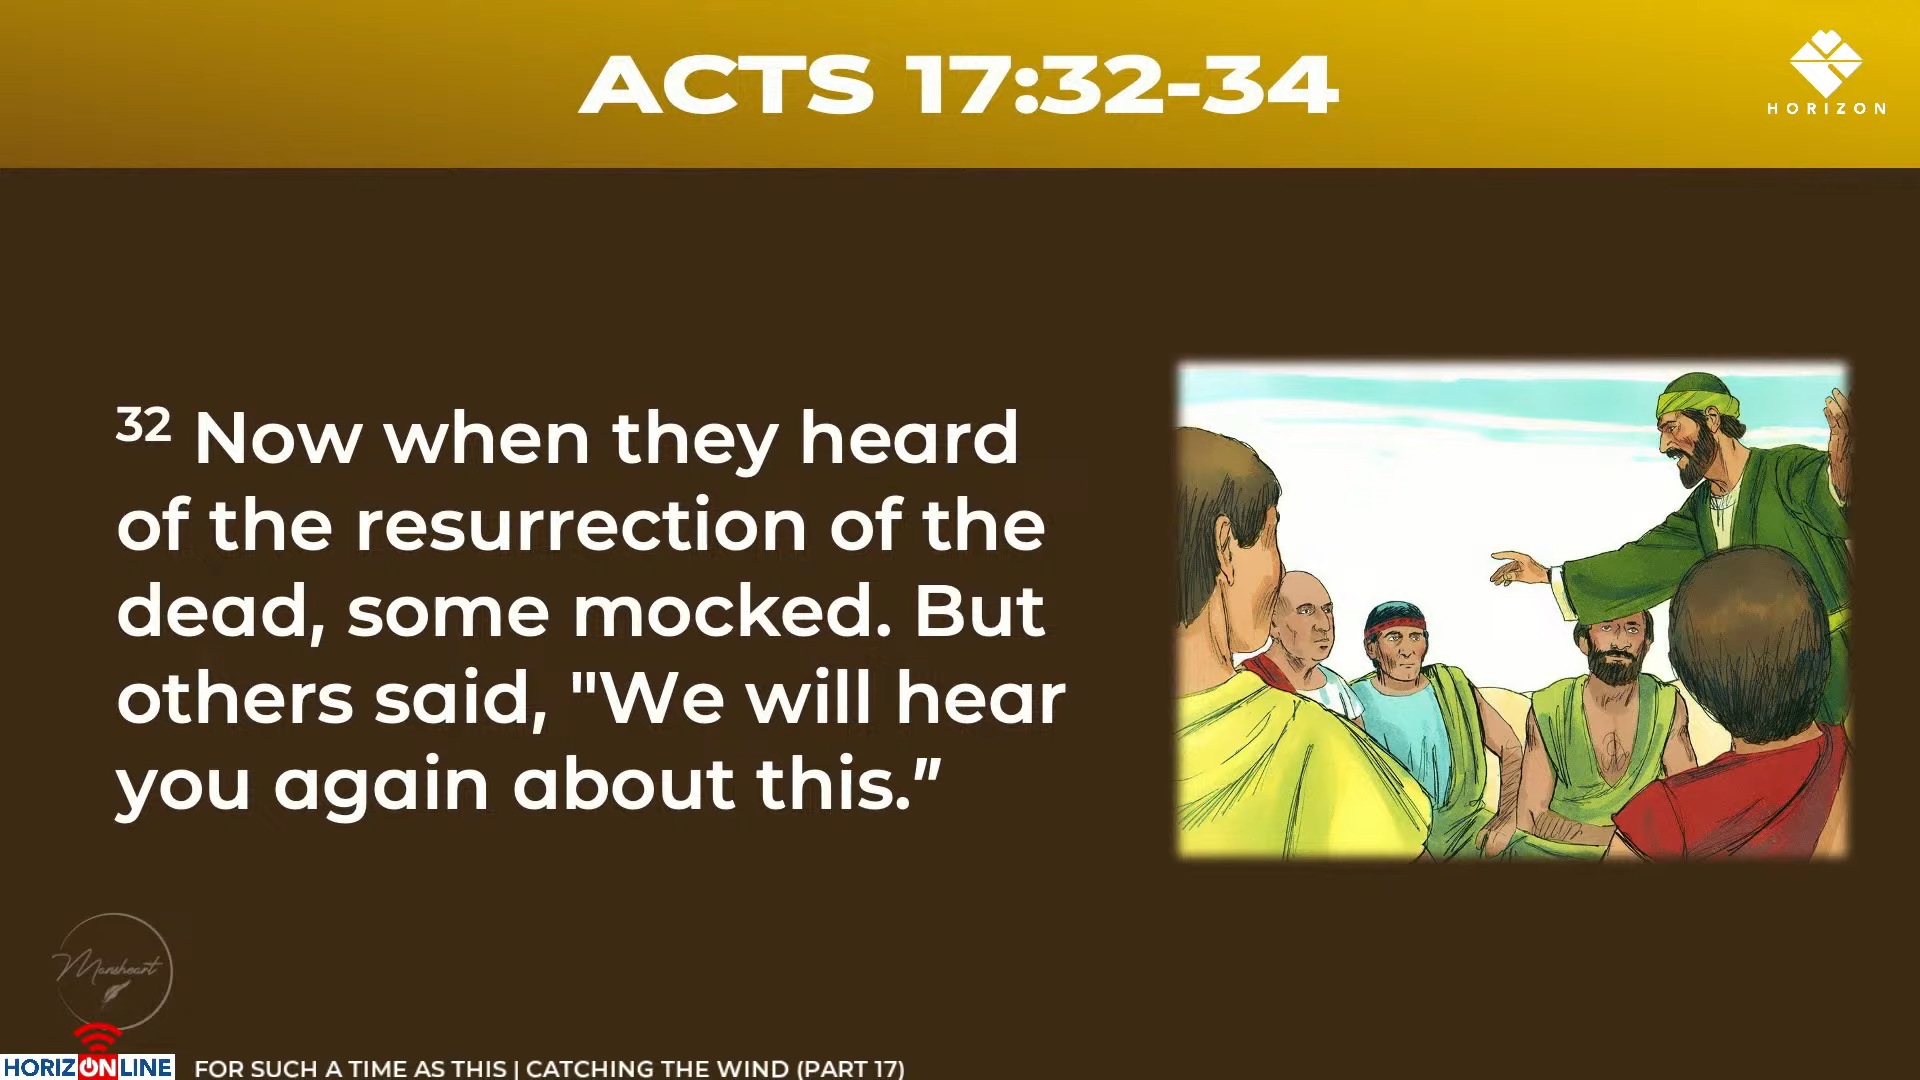 ACTS 17:32-34
HORIZON
32 Now when they heard
of the resurrection of the
dead, some mocked. But
others said, "We will hear
you again about this.”
Mansheart
HORIZONLINE
FOR SUCH A TIME AS THIS | CATCHING THE WIND (PART 17)